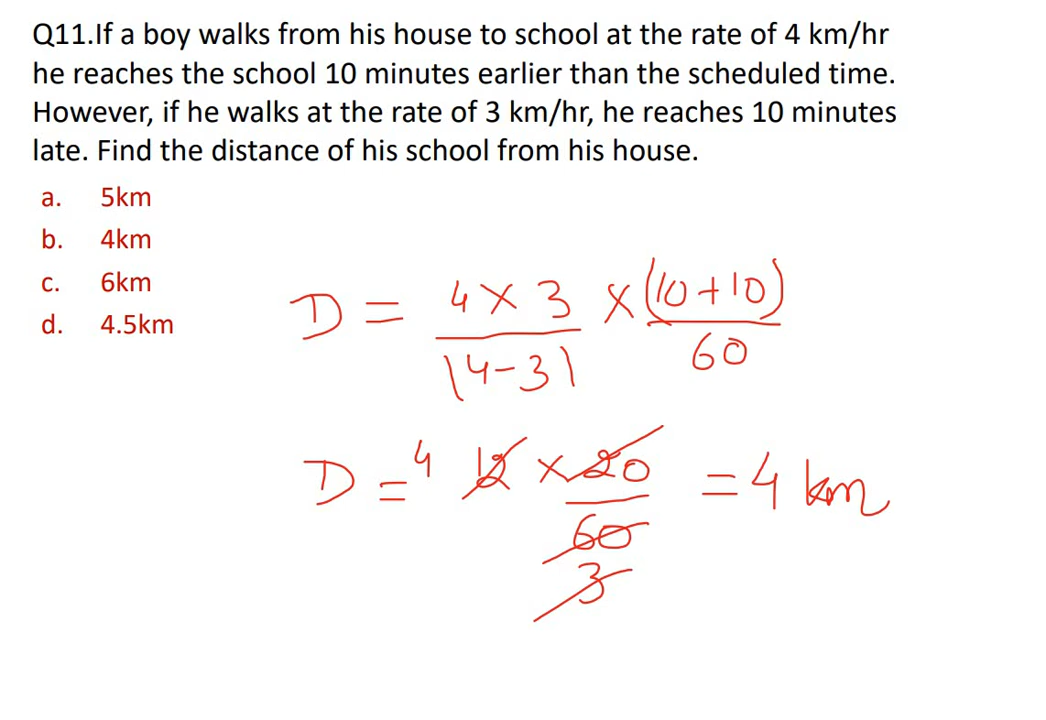 Q11.If a boy walks from his house to school at the rate of 4 km/hr
he reaches the school 10 minutes earlier than the scheduled time.
However, if he walks at the rate of 3 km/hr, he reaches 10 minutes
late. Find the distance of his school from his house.
a. 5km
b. 4km
c. 6km
d. 4.5km
D = 4 × 3 × (10+10)
|4-3| 60
D = 4 12 × 20 = 4 km
60
3